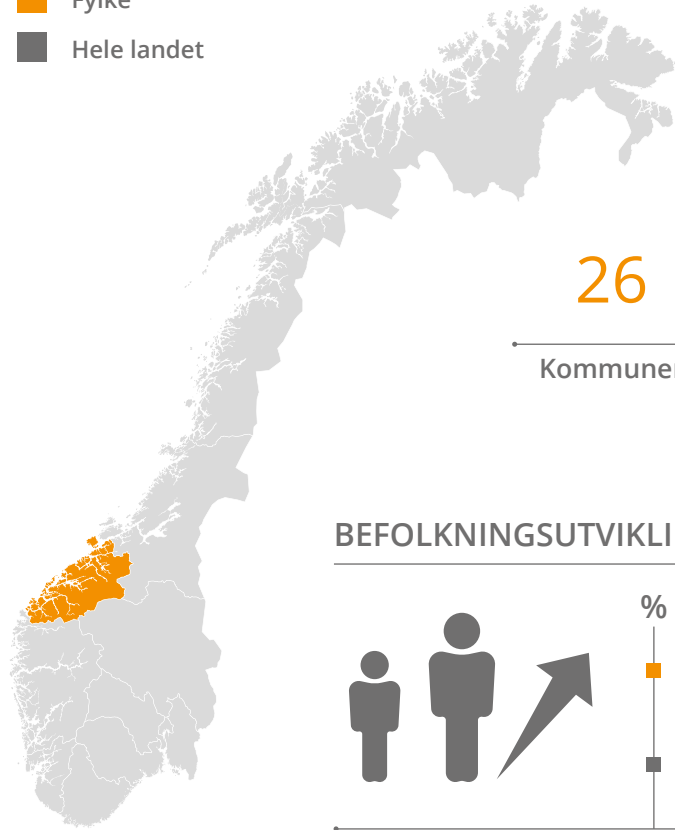 Fylke
Hele landet
26
Kommuner
BEFOLKNINGSUTVIKLI
%